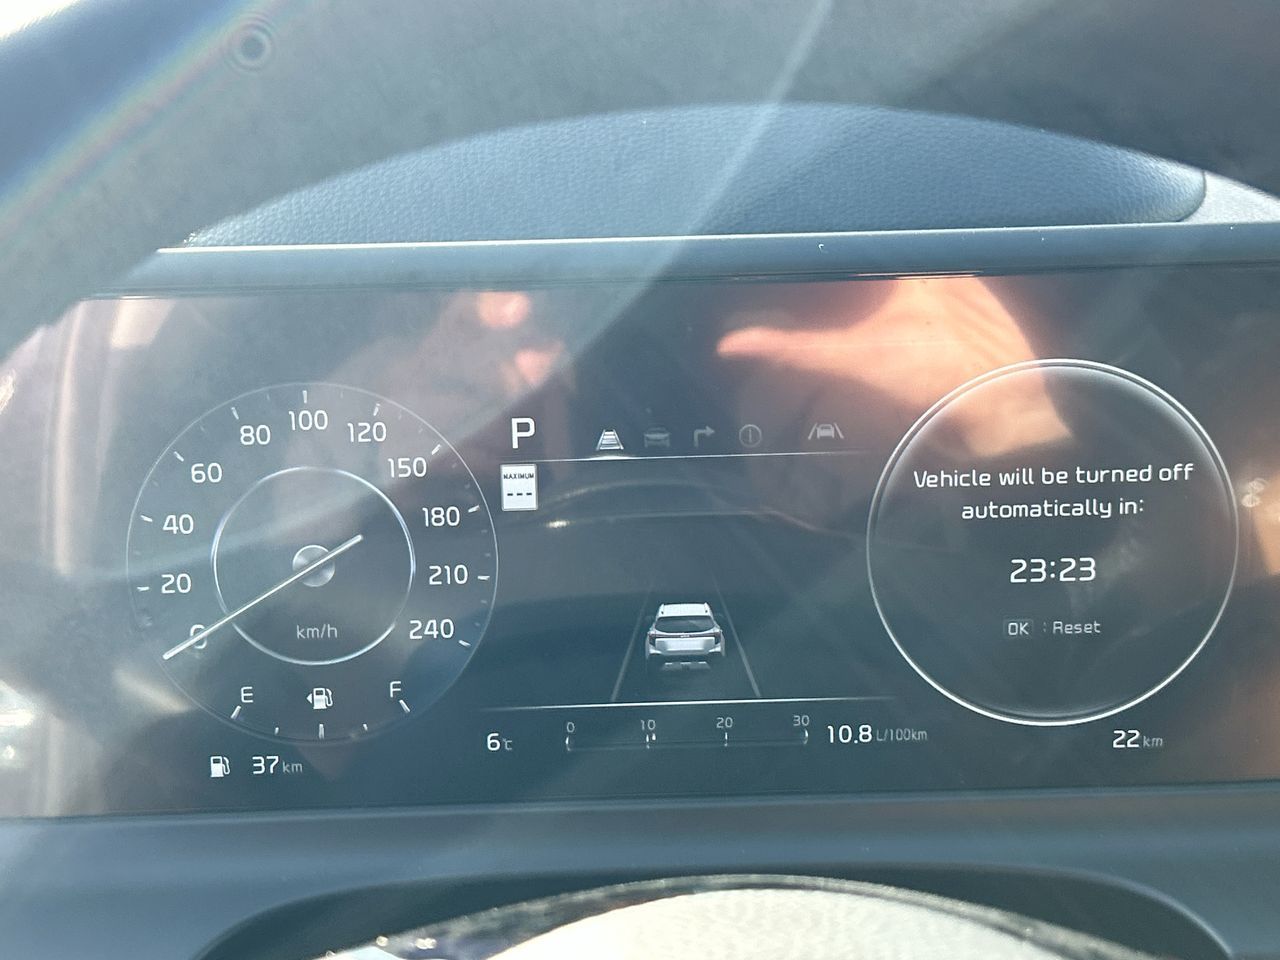 100
80
120
60
150
40
180
20
210
0
240
km/h
E
F
37 km
P
MAXIMUM
---
6°C
0
10
20
30
10.8 L/100km
Vehicle will be turned off
automatically in:
23:23
OK : Reset
22 km